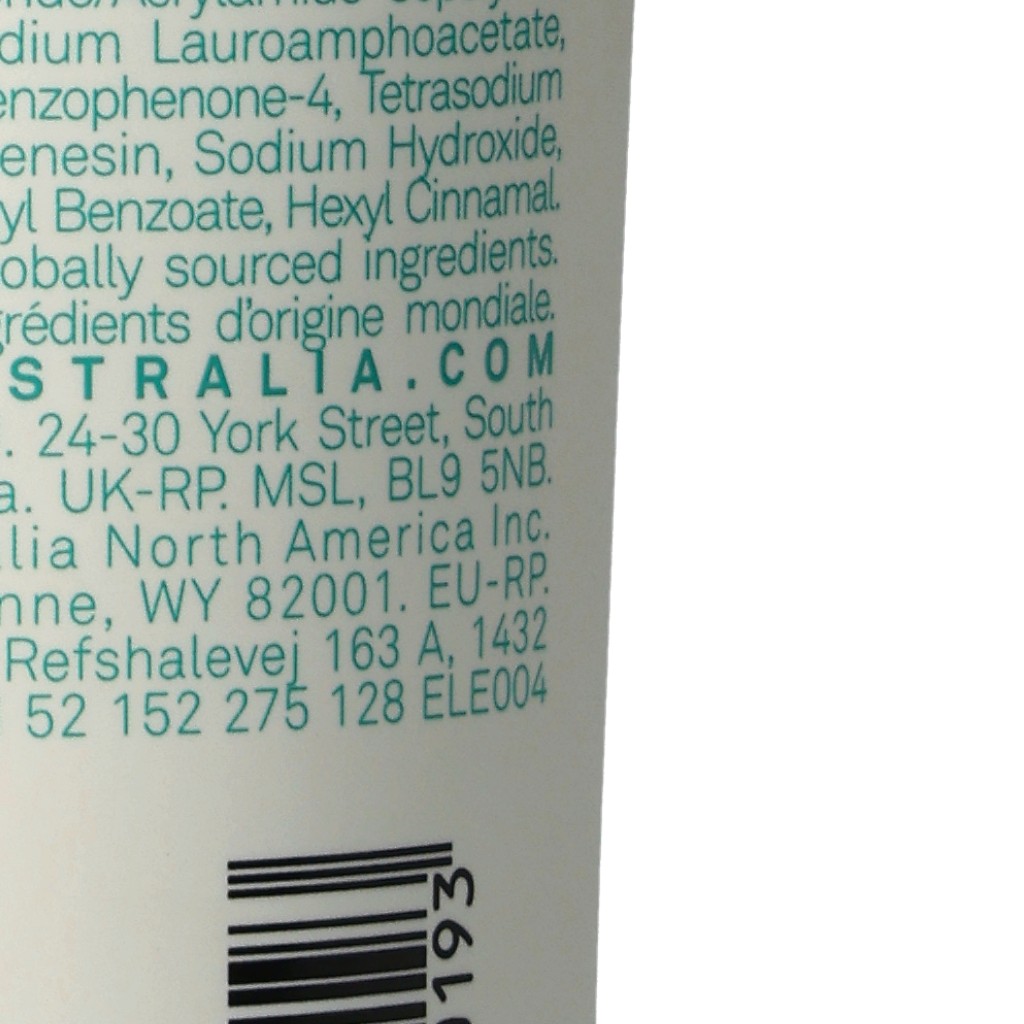 dium Lauroamphoacetate,
enzophenone-4, Tetrasodium
enesin, Sodium Hydroxide,
yl Benzoate, Hexyl Cinnamal.
obally sourced ingredients.
grédients d'origine mondiale.
STRALIA.COM
. 24-30 York Street, South
a. UK-RP. MSL, BL9 5NB.
lia North America Inc.
nne, WY 82001. EU-RP.
Refshalevej 163 A, 1432
52 152 275 128 ELE004
193